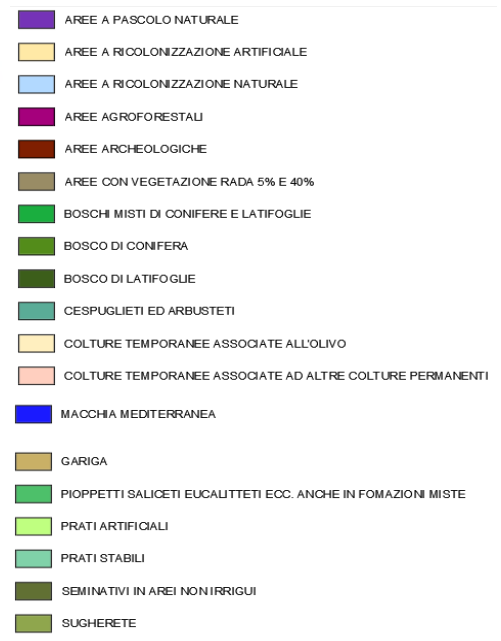 AREE A PASCOLO NATURALE
AREE A RICOLONIZZAZIONE ARTIFICIALE
AREE A RICOLONIZZAZIONE NATURALE
AREE AGROFORESTALI
AREE ARCHEOLOGICHE
AREE CON VEGETAZIONE RADA 5% E 40%
BOSCHI MISTI DI CONIFERE E LATIFOGLIE
BOSCO DI CONIFERA
BOSCO DI LATIFOGLIE
CESPUGLIETI ED ARBUSTETI
COLTURE TEMPORANEE ASSOCIATE ALL'OLIVO
COLTURE TEMPORANEE ASSOCIATE AD ALTRE COLTURE PERMANENTI
MACCHIA MEDITERRANEA
GARIGA
PIOPPETTI SALICETI EUCALITTETI ECC. ANCHE IN FOMAZIONI MISTE
PRATI ARTIFICIALI
PRATI STABILI
SEMINATIVI IN AREI NON IRRIGUI
SUGHERETE